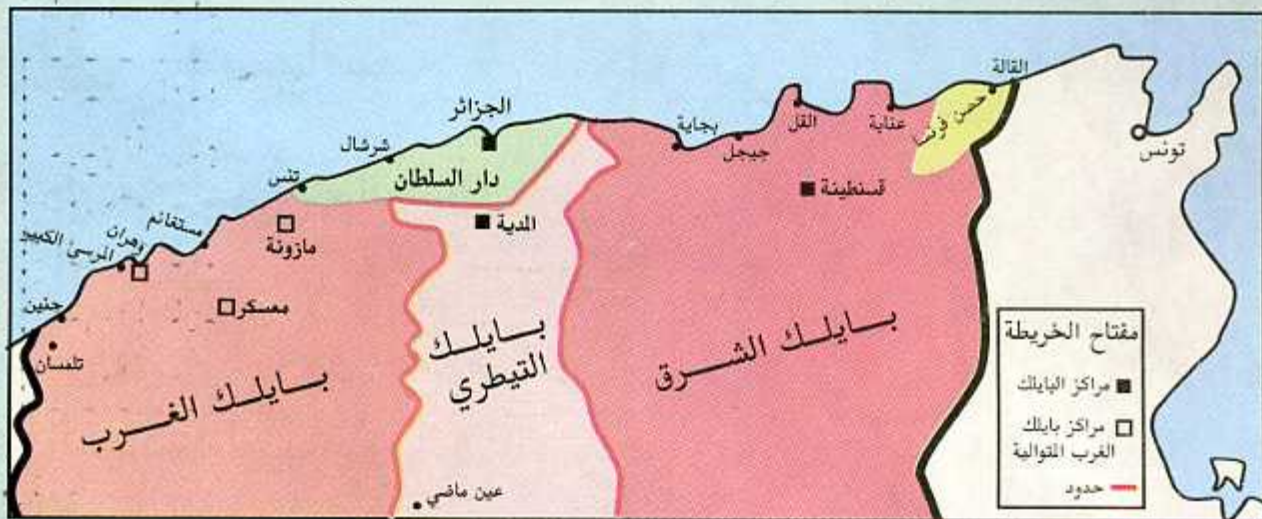 القالة
حصن فرنسا
عنابة
القل
جيجل
بجاية
الجزائر
شرشال
تنس
دار السلطان
تونس
قسنطينة
المدية
مازونة
مستغانم
وهران
المرسى الكبير
معسكر
حنين
تلمسان
بايلك الشرق
بايلك
التيطري
بايلك الغرب
عين ماضي
مفتاح الخريطة
مراكز البايلك
مراكز بايلك
الغرب المتوالية
حدود